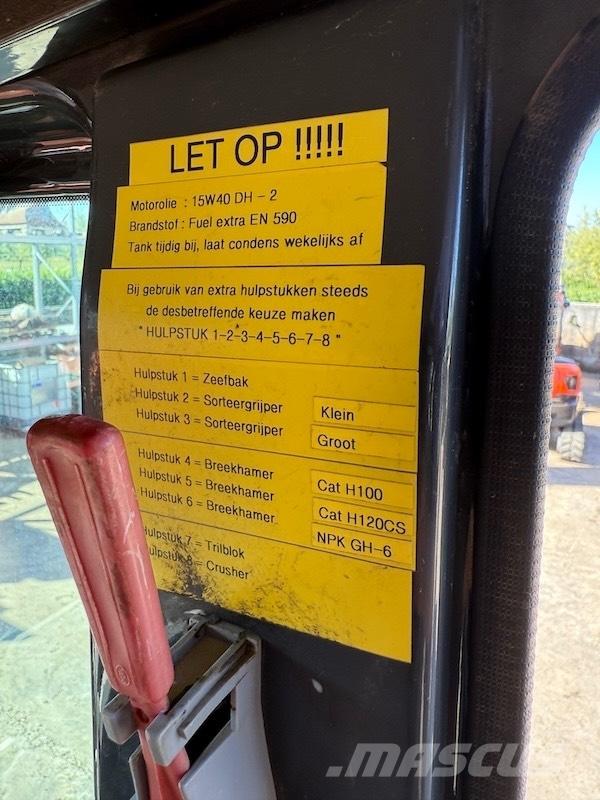 LET OP !!!!!
Motorolie : 15W40 DH - 2
Brandstof : Fuel extra EN 590
Tank tijdig bij, laat condens wekelijks af
Bij gebruik van extra hulpstukken steeds
de desbetreffende keuze maken
" HULPSTUK 1-2-3-4-5-6-7-8 "
Hulpstuk 1 = Zeefbak
Hulpstuk 2 = Sorteergrijper Klein
Hulpstuk 3 = Sorteergrijper Groot
Hulpstuk 4 = Breekhamer Cat H100
Hulpstuk 5 = Breekhamer Cat H120CS
Hulpstuk 6 = Breekhamer NPK GH-6
Hulpstuk 7 = Trilblok
Hulpstuk 8 = Crusher
MASCUS